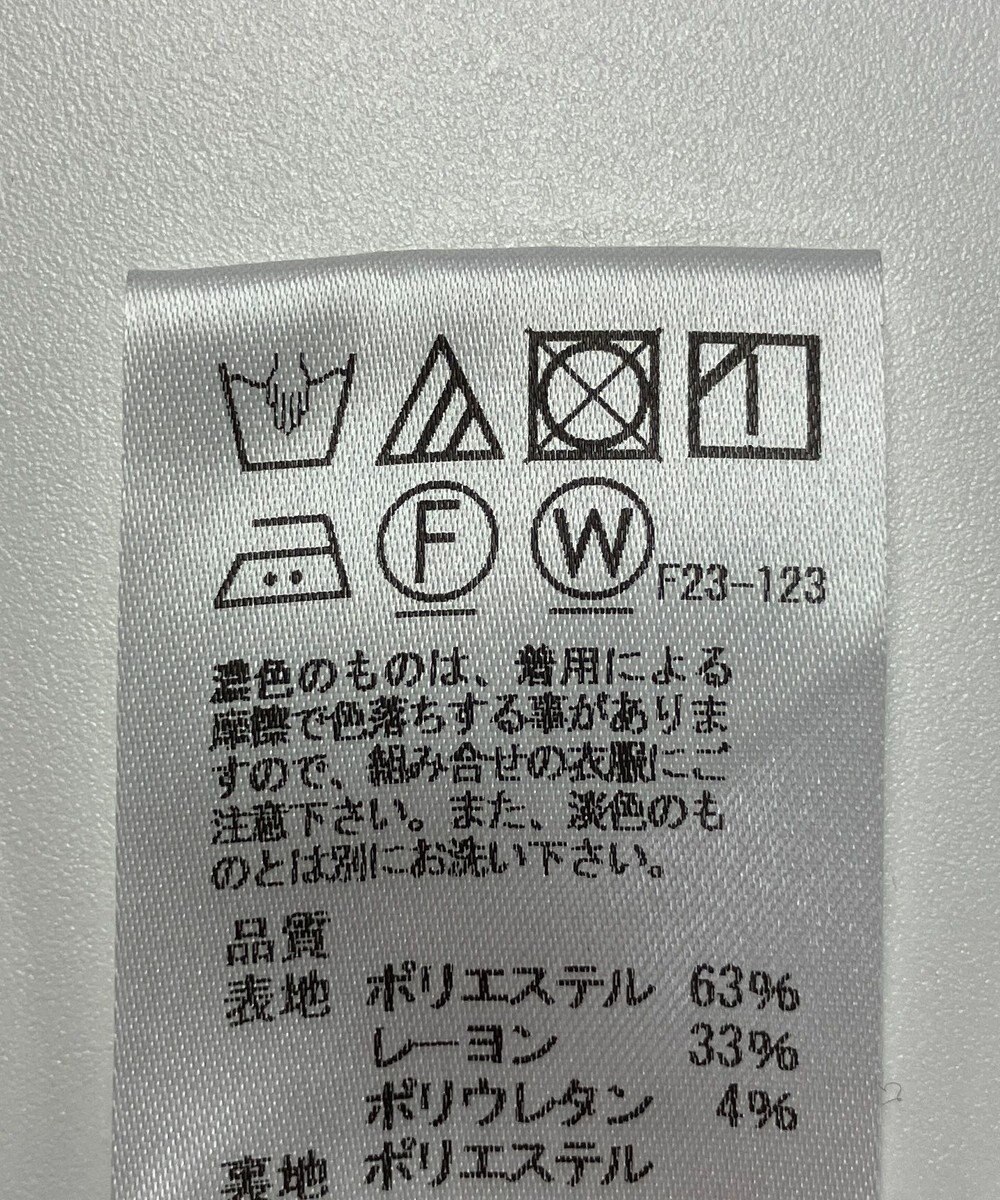 F W F23-123
濃色のものは、着用による
摩擦で色落ちする事がありま
すので、組み合せの衣服にご
注意下さい。また、淡色のも
のとは別にお洗い下さい。
品質
表地 ポリエステル 63%
レーヨン 33%
ポリウレタン 4%
裏地 ポリエステル